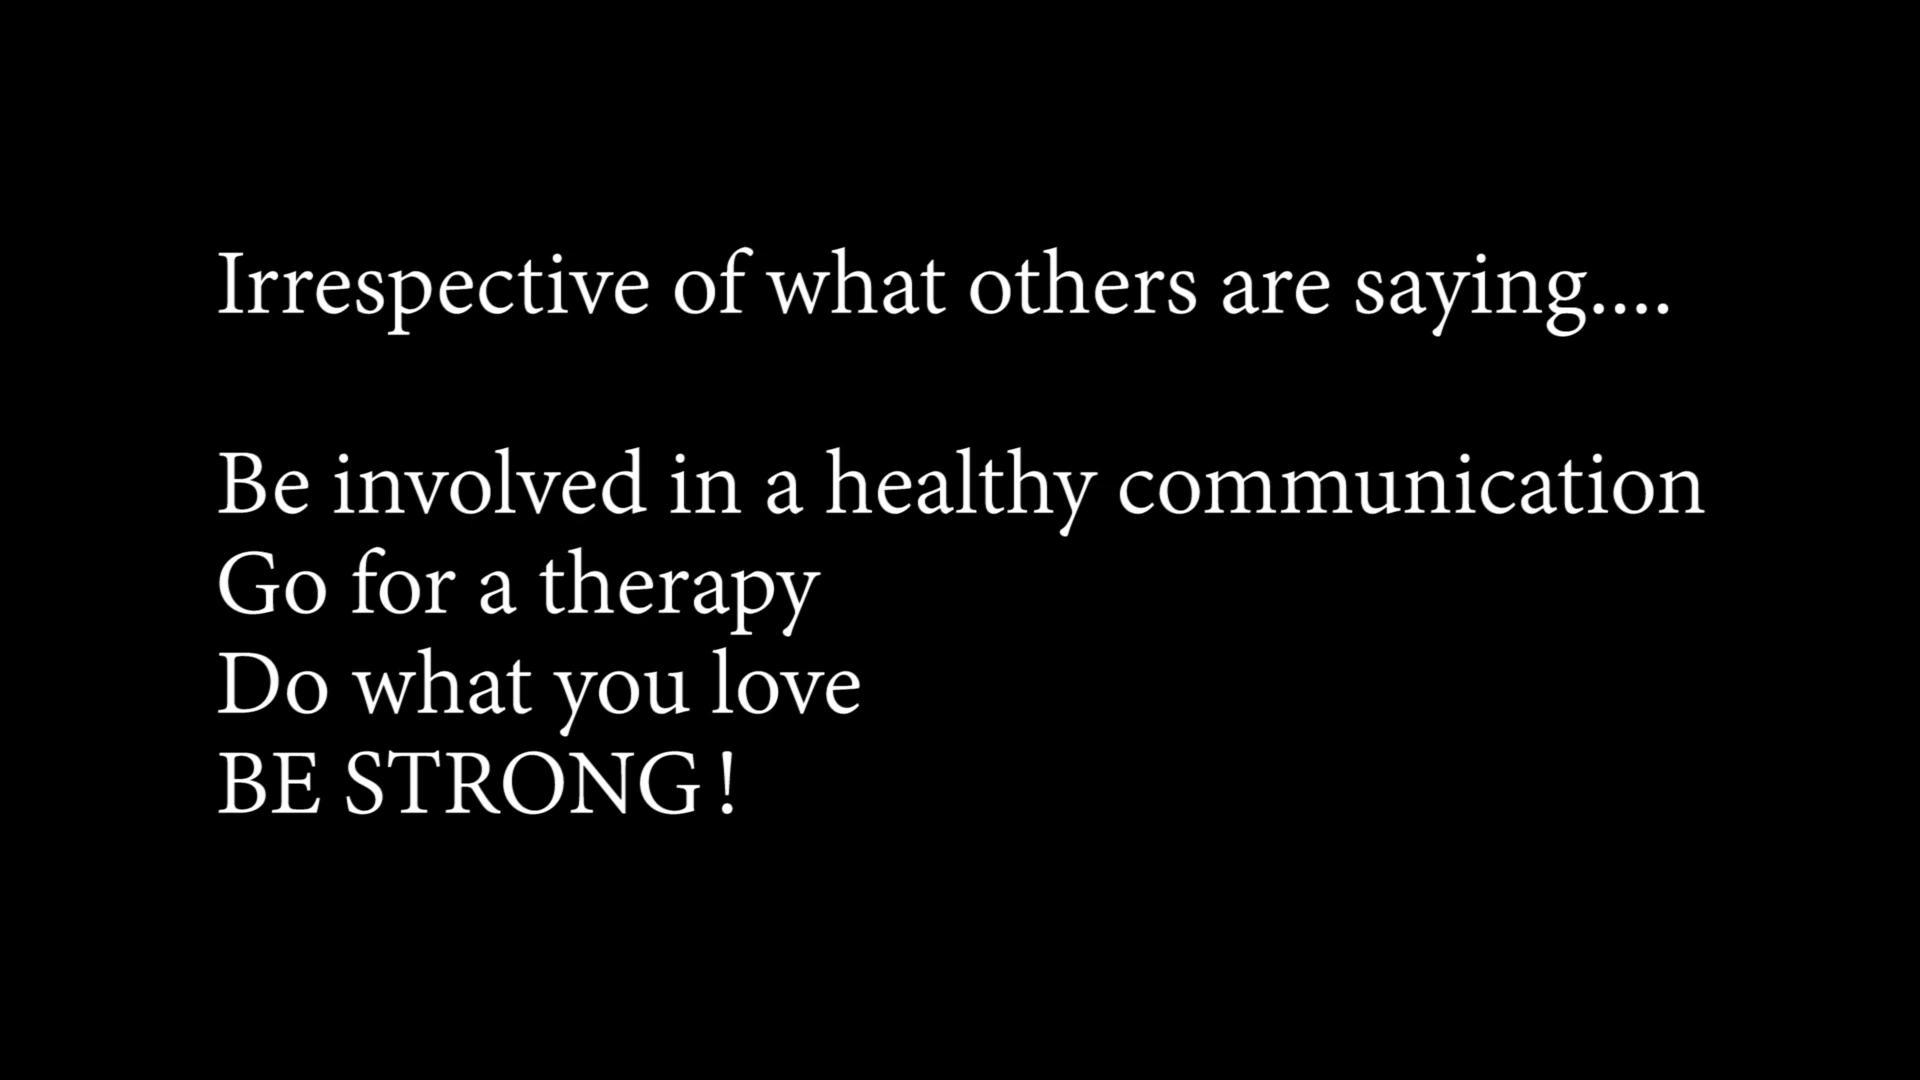 Irrespective of what others are saying....
Be involved in a healthy communication
Go for a therapy
Do what you love
BE STRONG !